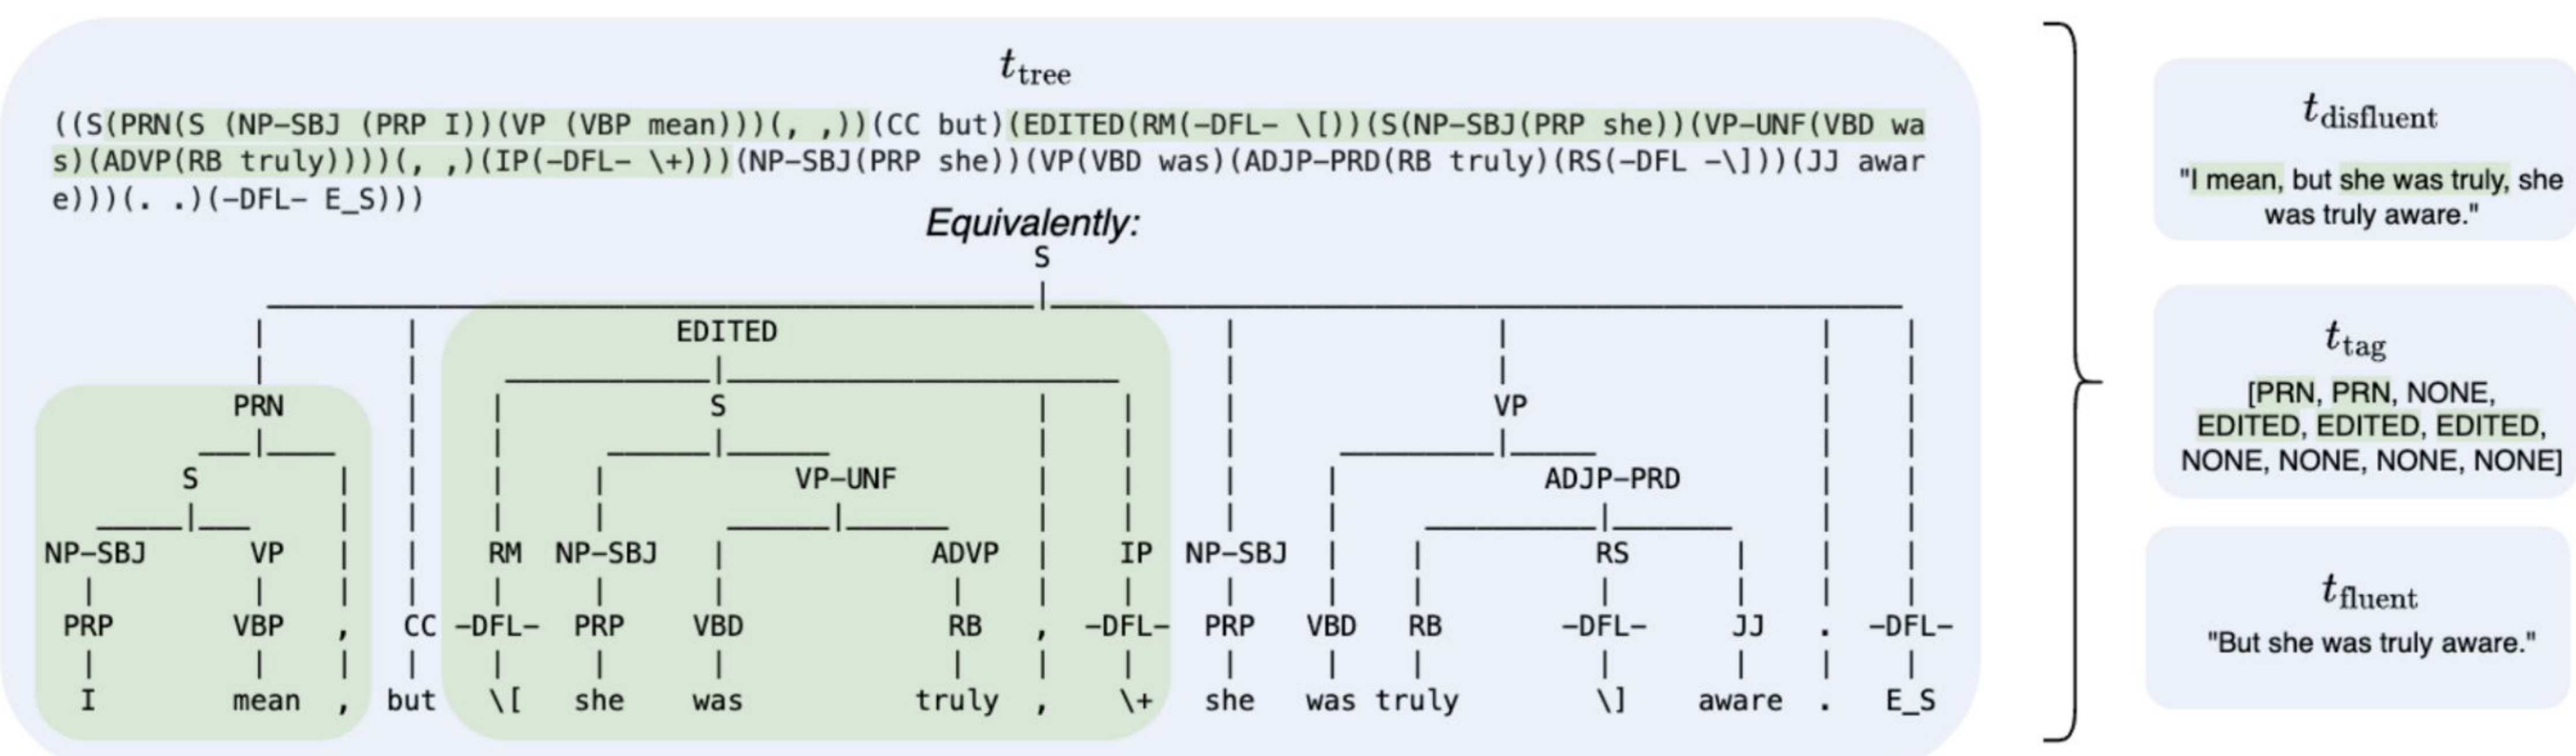 t_tree
((S(PRN(S (NP–SBJ (PRP I))(VP (VBP mean)))(, ,))(CC but)(EDITED(RM(–DFL– \[))(S(NP–SBJ(PRP she))(VP–UNF(VBD wa
s)(ADVP(RB truly))))(, ,)(IP(–DFL– \+)))(NP–SBJ(PRP she))(VP(VBD was)(ADJP–PRD(RB truly)(RS(–DFL –\]))(JJ awar
e)))(. .)(–DFL– E_S)))
Equivalently:
S
EDITED
PRN S VP
S VP–UNF ADJP–PRD
NP–SBJ VP RM NP–SBJ ADVP IP NP–SBJ RS
PRP VBP , CC –DFL– PRP VBD RB , –DFL– PRP VBD RB –DFL– JJ . –DFL–
I mean , but \[ she was truly , \+ she was truly \] aware . E_S
t_disfluent
"I mean, but she was truly, she
was truly aware."
t_tag
[PRN, PRN, NONE,
EDITED, EDITED, EDITED,
NONE, NONE, NONE, NONE]
t_fluent
"But she was truly aware."